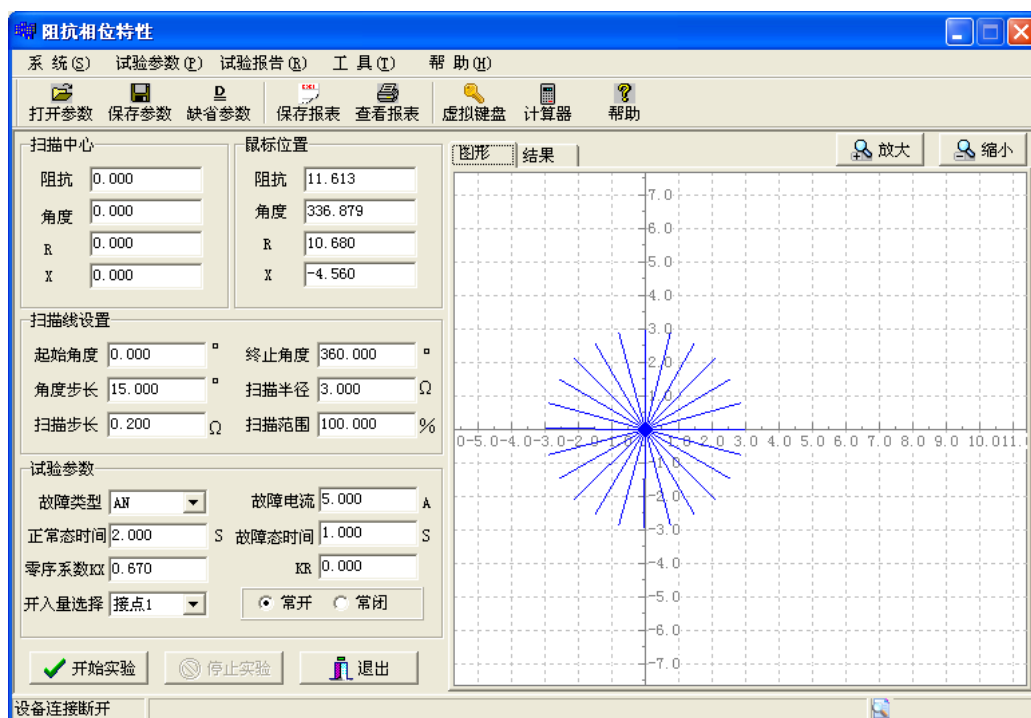 阻抗相位特性
系 统(S) 试验参数(P) 试验报告(R) 工 具(T) 帮 助(H)
打开参数 保存参数 缺省参数 保存报表 查看报表 虚拟键盘 计算器 帮助
扫描中心
阻抗 0.000
角度 0.000
R 0.000
X 0.000
鼠标位置
阻抗 11.613
角度 336.879
R 10.680
X -4.560
扫描线设置
起始角度 0.000 ° 终止角度 360.000 °
角度步长 15.000 ° 扫描半径 3.000 Ω
扫描步长 0.200 Ω 扫描范围 100.000 %
试验参数
故障类型 AN 故障电流 5.000 A
正常态时间 2.000 S 故障态时间 1.000 S
零序系数KX 0.670 KR 0.000
开入量选择 接点1 常开 常闭
开始实验 停止实验 退出
设备连接断开
图形 结果 放大 缩小
7.0
6.0
5.0
4.0
3.0
2.0
1.0
0-5.0-4.0-3.0-2.0-1.0 1.0 2.0 3.0 4.0 5.0 6.0 7.0 8.0 9.0 10.011.0
-1.0
-2.0
-3.0
-4.0
-5.0
-6.0
-7.0